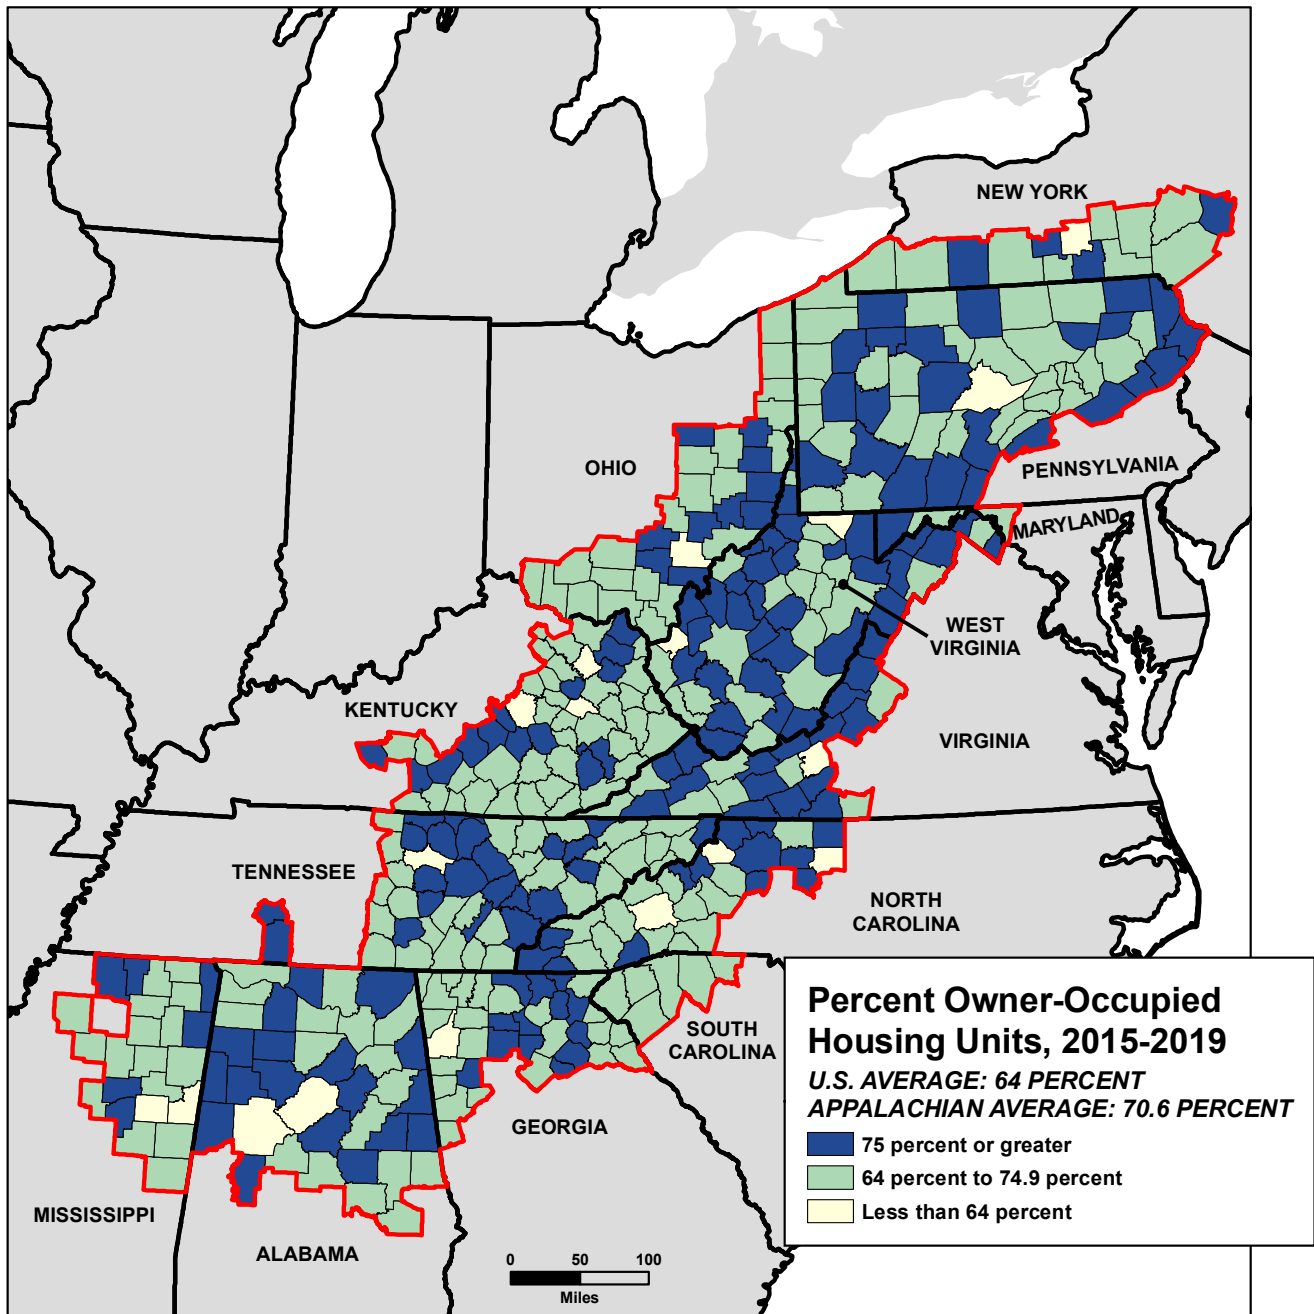 NEW YORK
OHIO
PENNSYLVANIA
MARYLAND
WEST
VIRGINIA
KENTUCKY
VIRGINIA
TENNESSEE
NORTH
CAROLINA
SOUTH
CAROLINA
GEORGIA
MISSISSIPPI
ALABAMA
Percent Owner-Occupied
Housing Units, 2015-2019
U.S. AVERAGE: 64 PERCENT
APPALACHIAN AVERAGE: 70.6 PERCENT
75 percent or greater
64 percent to 74.9 percent
Less than 64 percent
0 50 100
Miles